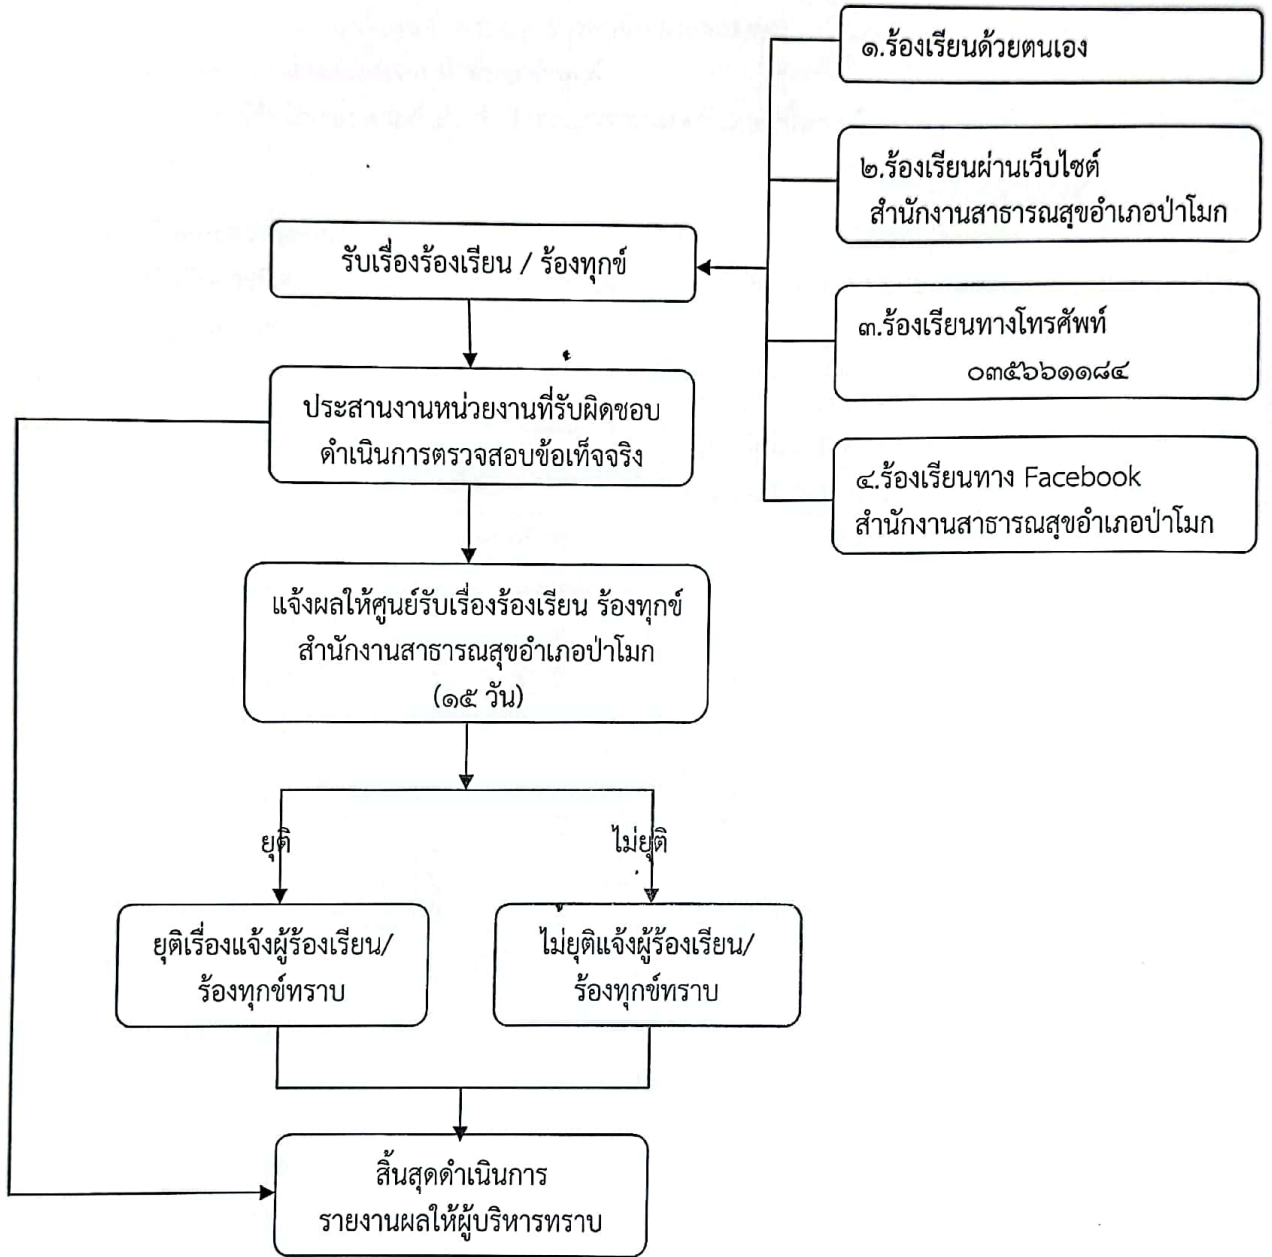 ๑.ร้องเรียนด้วยตนเอง
๒.ร้องเรียนผ่านเว็บไซต์
สำนักงานสาธารณสุขอำเภอป่าโมก
รับเรื่องร้องเรียน / ร้องทุกข์
๓.ร้องเรียนทางโทรศัพท์
๐๓๕๖๖๑๑๘๔
ประสานงานหน่วยงานที่รับผิดชอบ
ดำเนินการตรวจสอบข้อเท็จจริง
๔.ร้องเรียนทาง Facebook
สำนักงานสาธารณสุขอำเภอป่าโมก
แจ้งผลให้ศูนย์รับเรื่องร้องเรียน ร้องทุกข์
สำนักงานสาธารณสุขอำเภอป่าโมก
(๑๕ วัน)
ยุติ
ไม่ยุติ
ยุติเรื่องแจ้งผู้ร้องเรียน/
ร้องทุกข์ทราบ
ไม่ยุติแจ้งผู้ร้องเรียน/
ร้องทุกข์ทราบ
สิ้นสุดดำเนินการ
รายงานผลให้ผู้บริหารทราบ